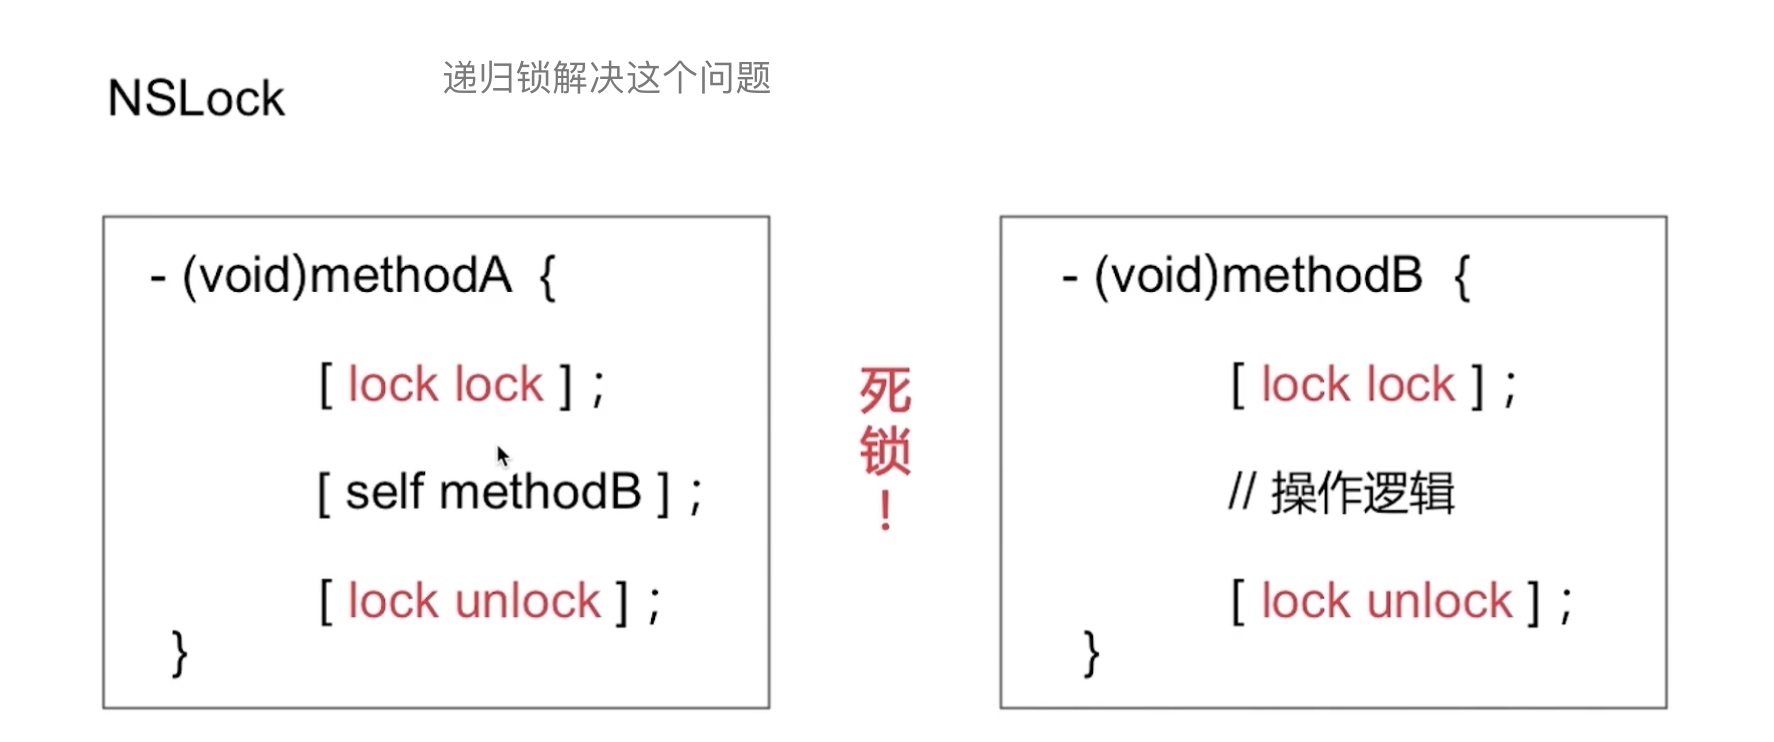 NSLock
递归锁解决这个问题
- (void)methodA {
[ lock lock ] ;
[ self methodB ] ;
[ lock unlock ] ;
}
死锁！
- (void)methodB {
[ lock lock ] ;
// 操作逻辑
[ lock unlock ] ;
}